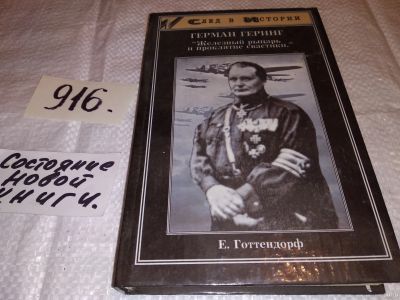 След в Истории
ГЕРМАН ГЕРИНГ
"Железный рыцарь
и проклятие свастики."
Е. Готтендорф
916.
Состояние
новой
книги.